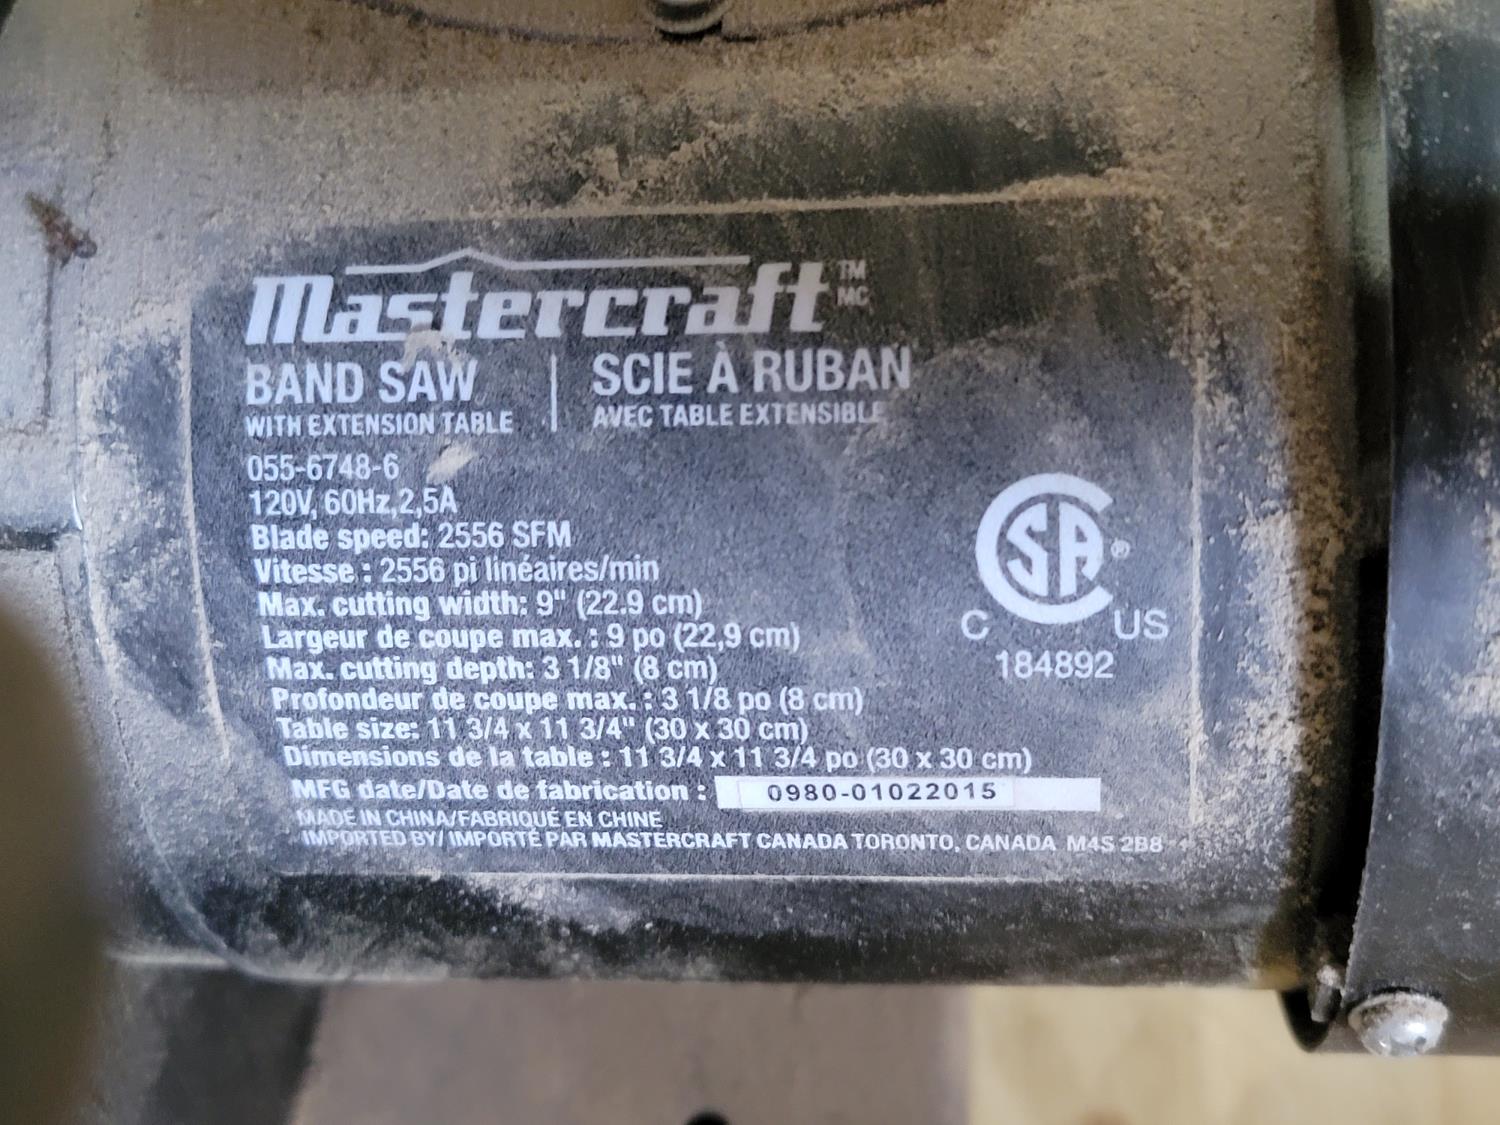 Mastercraft TM MC
BAND SAW
WITH EXTENSION TABLE
SCIE À RUBAN
AVEC TABLE EXTENSIBLE
055-6748-6
120V, 60Hz,2,5A
Blade speed: 2556 SFM
Vitesse : 2556 pi linéaires/min
Max. cutting width: 9" (22.9 cm)
Largeur de coupe max. : 9 po (22,9 cm)
Max. cutting depth: 3 1/8" (8 cm)
Profondeur de coupe max. : 3 1/8 po (8 cm)
Table size: 11 3/4 x 11 3/4" (30 x 30 cm)
Dimensions de la table : 11 3/4 x 11 3/4 po (30 x 30 cm)
MFG date/Date de fabrication : 0980-01022015
MADE IN CHINA/FABRIQUÉ EN CHINE
IMPORTED BY/ IMPORTÉ PAR MASTERCRAFT CANADA TORONTO, CANADA M4S 2B8
CSA ®
C US
184892